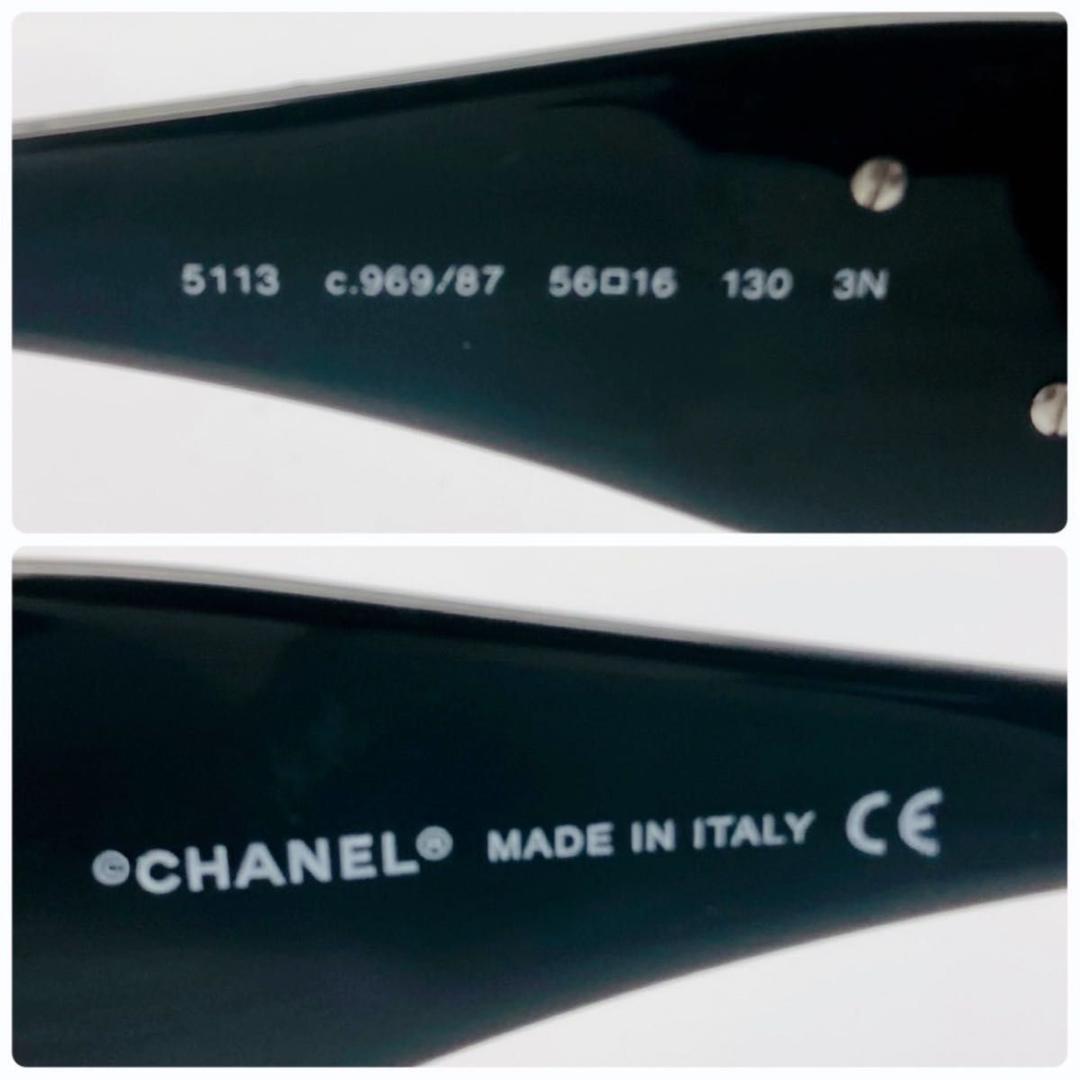 5113 c.969/87 56□16 130 3N
©CHANEL® MADE IN ITALY CE